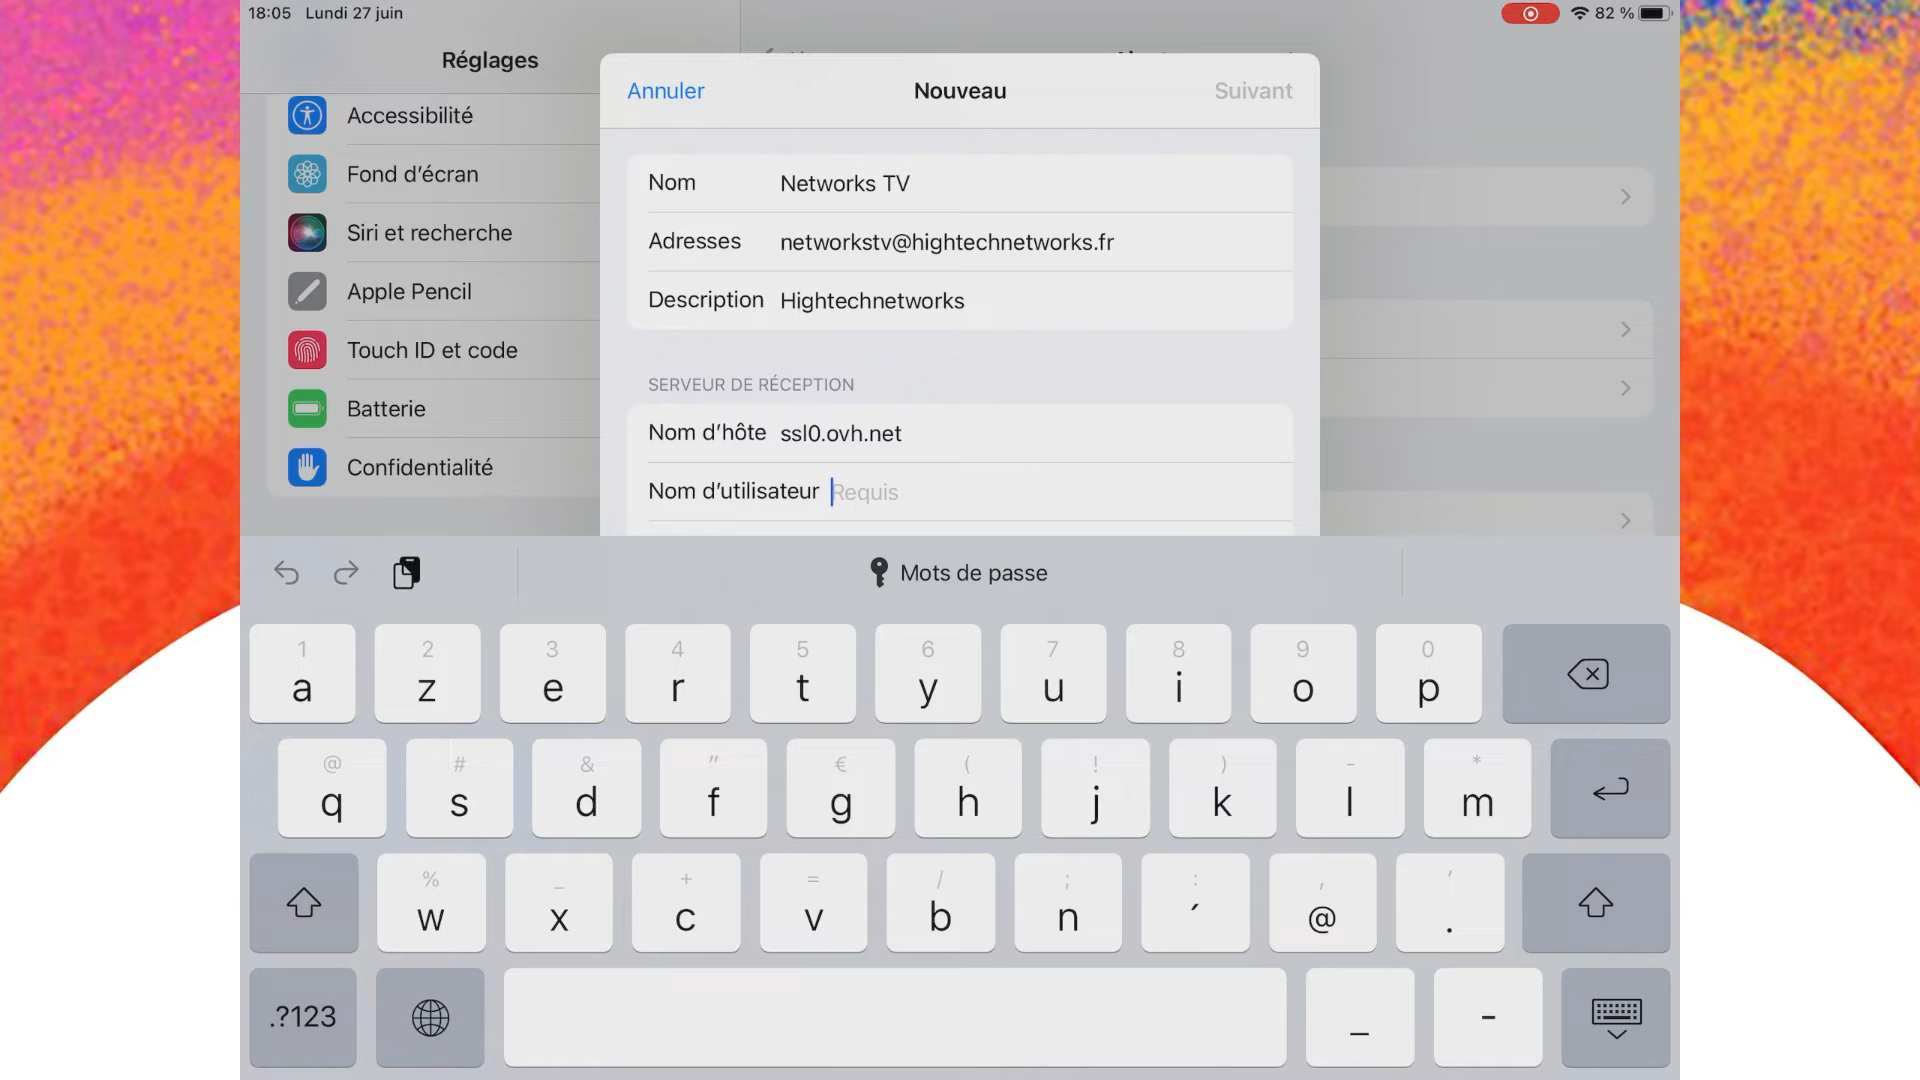 18:05 Lundi 27 juin
82 %
Réglages
Accessibilité
Fond d'écran
Siri et recherche
Apple Pencil
Touch ID et code
Batterie
Confidentialité
Annuler
Nouveau
Suivant
Nom Networks TV
Adresses networkstv@hightechnetworks.fr
Description Hightechnetworks
SERVEUR DE RÉCEPTION
Nom d'hôte ssl0.ovh.net
Nom d'utilisateur Requis
Mots de passe
1 2 3 4 5 6 7 8 9 0
a z e r t y u i o p
@ # & " € ( ! ) - *
q s d f g h j k l m
% _ + = / ; : , '
w x c v b n ´ @ .
.?123 _ -